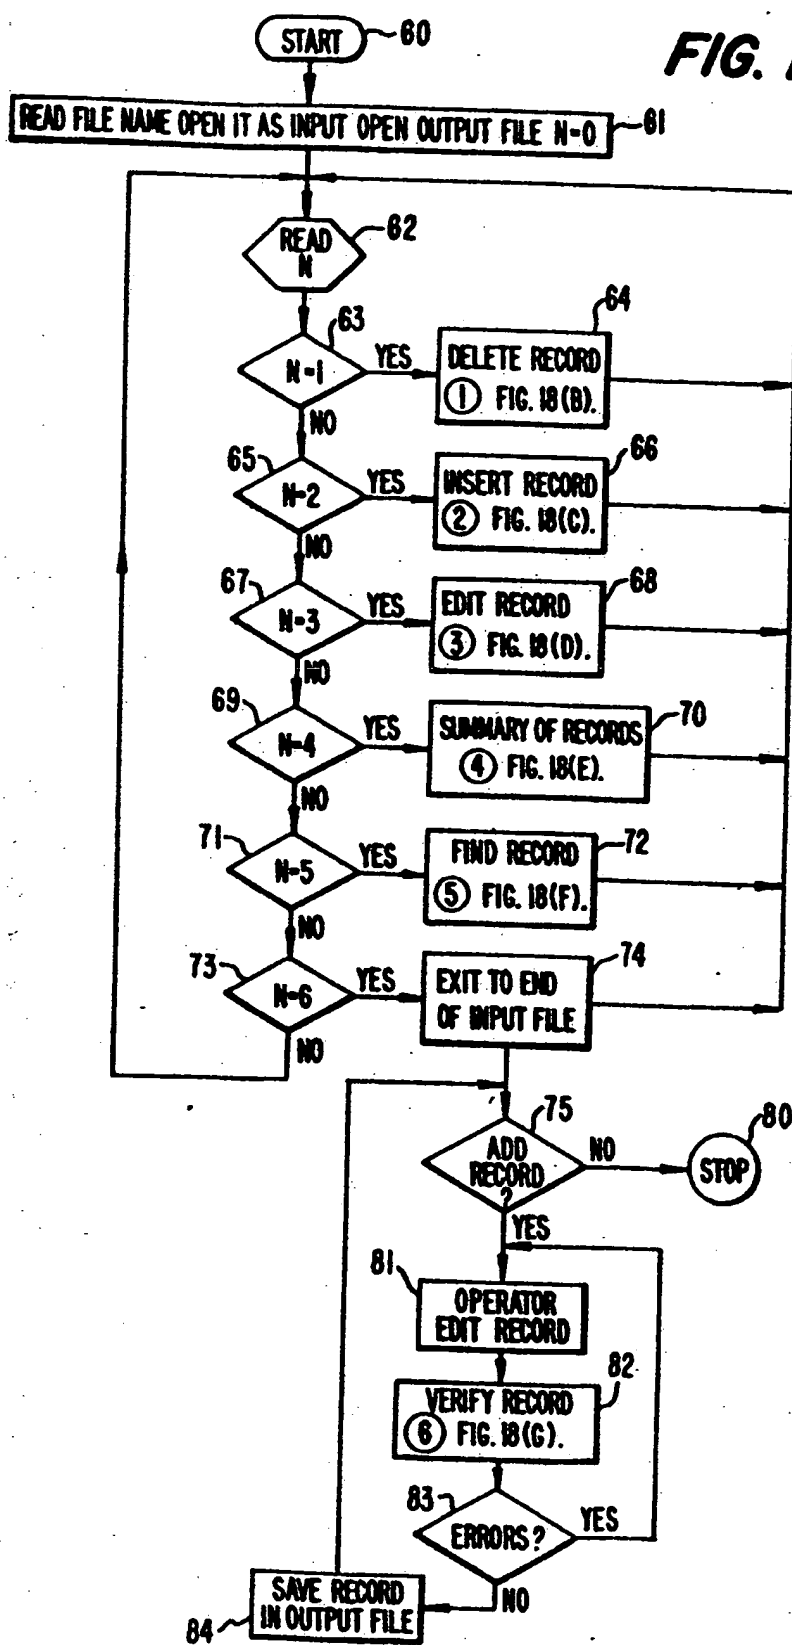 START
60
FIG.
READ FILE NAME OPEN IT AS INPUT OPEN OUTPUT FILE N=0
61
READ
N
62
63
N=1
YES
NO
64
DELETE RECORD
1 FIG. 18(B).
65
N=2
YES
NO
66
INSERT RECORD
2 FIG. 18(C).
67
N=3
YES
NO
68
EDIT RECORD
3 FIG. 18(D).
69
N=4
YES
NO
70
SUMMARY OF RECORDS
4 FIG. 18(E).
71
N=5
YES
NO
72
FIND RECORD
5 FIG. 18(F).
73
N=6
YES
NO
74
EXIT TO END
OF INPUT FILE
75
ADD
RECORD
?
NO
YES
80
STOP
81
OPERATOR
EDIT RECORD
82
VERIFY RECORD
6 FIG. 18(G).
83
ERRORS?
YES
NO
SAVE RECORD
IN OUTPUT FILE
84